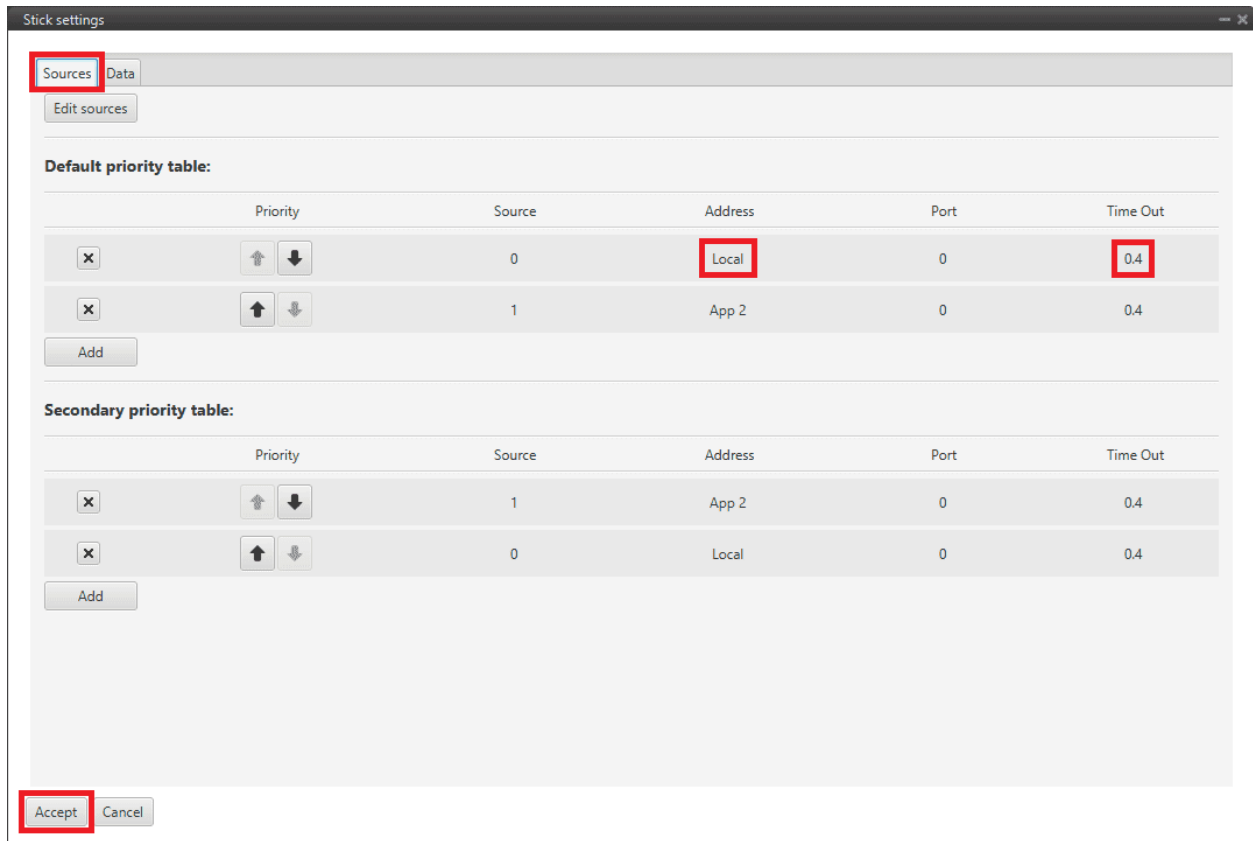 Stick settings
Sources Data
Edit sources
Default priority table:
Priority Source Address Port Time Out
0 Local 0 0.4
1 App 2 0 0.4
Add
Secondary priority table:
Priority Source Address Port Time Out
1 App 2 0 0.4
0 Local 0 0.4
Add
Accept Cancel